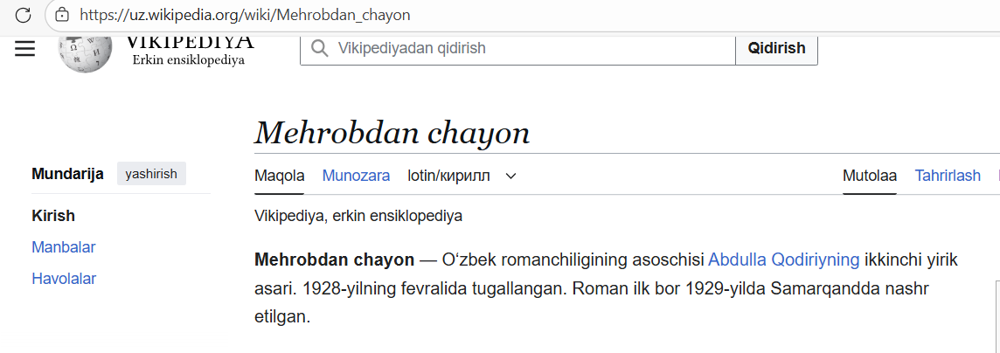 https://uz.wikipedia.org/wiki/Mehrobdan_chayon
VIKIPEDIYA
Erkin ensiklopediya
Vikipediyadan qidirish
Qidirish
Mehrobdan chayon
Mundarija yashirish
Maqola Munozara lotin/кирилл Mutolaa Tahrirlash
Kirish
Vikipediya, erkin ensiklopediya
Manbalar
Havolalar
Mehrobdan chayon — Oʻzbek romanchiligining asoschisi Abdulla Qodiriyning ikkinchi yirik
asari. 1928-yilning fevralida tugallangan. Roman ilk bor 1929-yilda Samarqandda nashr
etilgan.